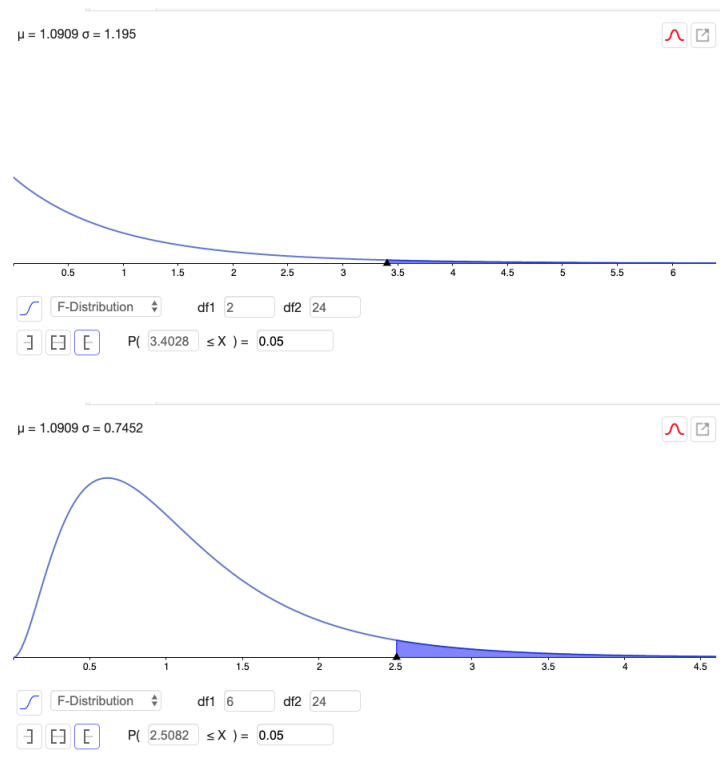 μ = 1.0909 σ = 1.195
0.5 1 1.5 2 2.5 3 3.5 4 4.5 5 5.5 6
F-Distribution df1 2 df2 24
P( 3.4028 ≤ X ) = 0.05
μ = 1.0909 σ = 0.7452
0.5 1 1.5 2 2.5 3 3.5 4 4.5
F-Distribution df1 6 df2 24
P( 2.5082 ≤ X ) = 0.05